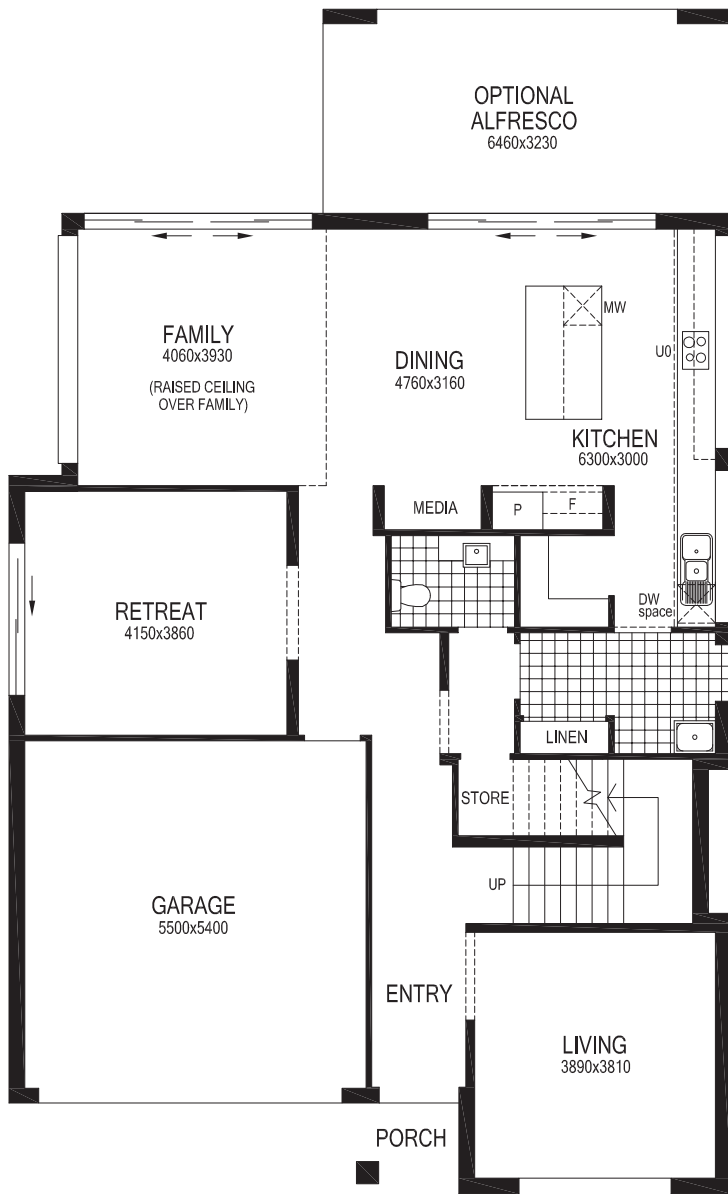 OPTIONAL
ALFRESCO
6460x3230
FAMILY
4060x3930
(RAISED CEILING
OVER FAMILY)
DINING
4760x3160
MW
UO
KITCHEN
6300x3000
MEDIA
P
F
DW
space
RETREAT
4150x3860
LINEN
STORE
UP
GARAGE
5500x5400
ENTRY
LIVING
3890x3810
PORCH